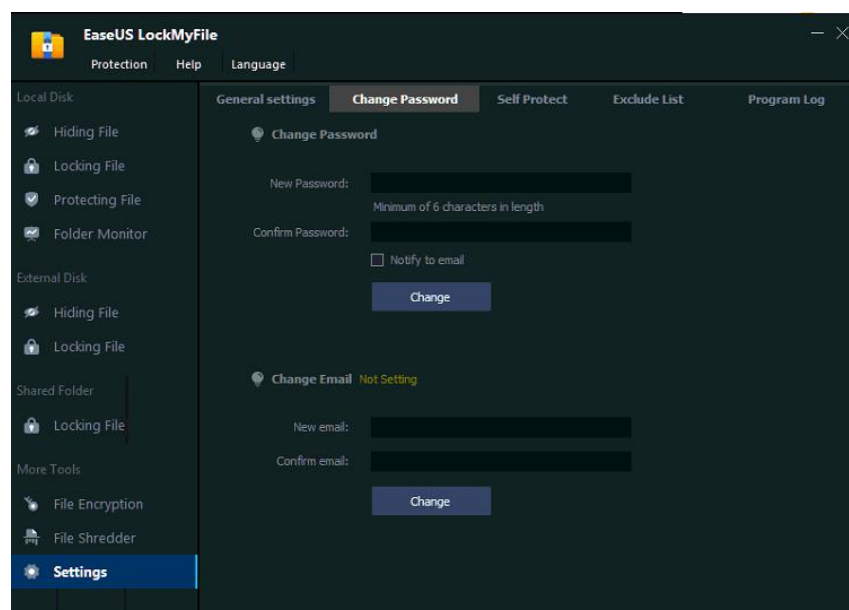 EaseUS LockMyFile
Protection Help Language
Local Disk
Hiding File
Locking File
Protecting File
Folder Monitor
External Disk
Hiding File
Locking File
Shared Folder
Locking File
More Tools
File Encryption
File Shredder
Settings
General settings Change Password Self Protect Exclude List Program Log
Change Password
New Password:
Minimum of 6 characters in length
Confirm Password:
Notify to email
Change
Change Email Not Setting
New email:
Confirm email:
Change